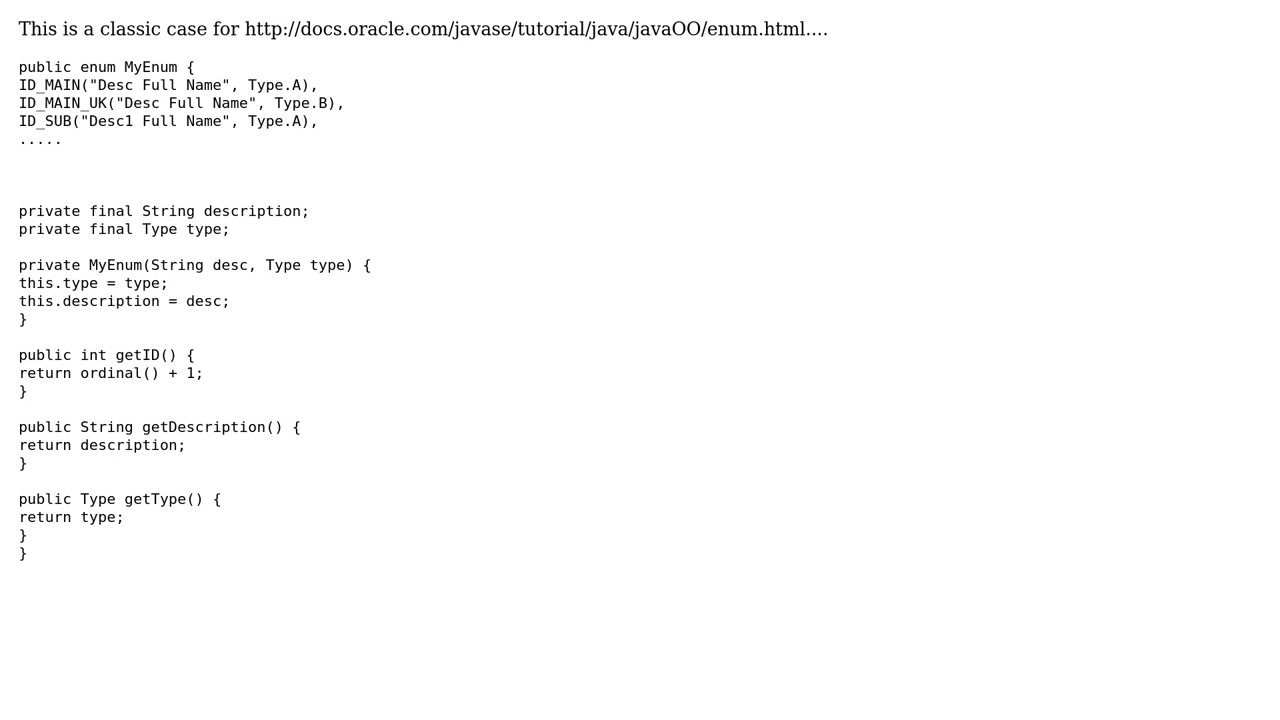 This is a classic case for http://docs.oracle.com/javase/tutorial/java/javaOO/enum.html....
public enum MyEnum {
ID_MAIN("Desc Full Name", Type.A),
ID_MAIN_UK("Desc Full Name", Type.B),
ID_SUB("Desc1 Full Name", Type.A),
.....
private final String description;
private final Type type;
private MyEnum(String desc, Type type) {
this.type = type;
this.description = desc;
}
public int getID() {
return ordinal() + 1;
}
public String getDescription() {
return description;
}
public Type getType() {
return type;
}
}